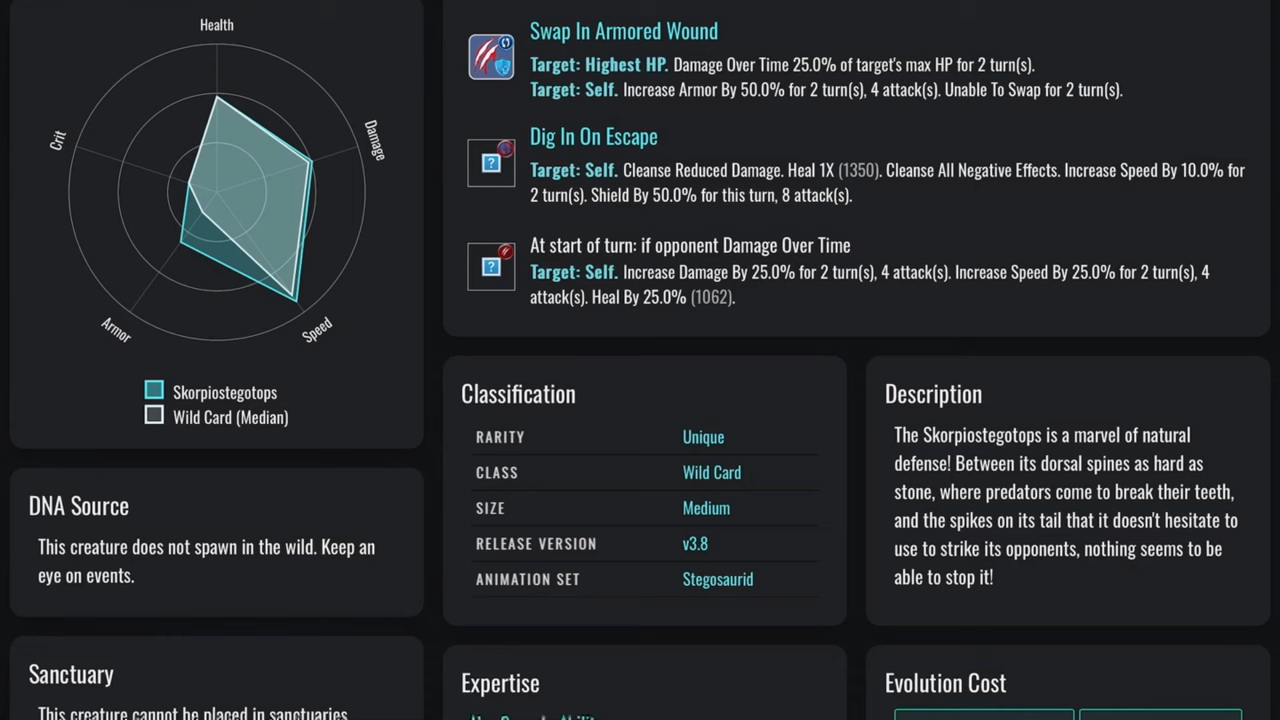 Health
Damage
Crit
Armor
Speed
Skorpiostegotops
Wild Card (Median)
DNA Source
This creature does not spawn in the wild. Keep an
eye on events.
Sanctuary
This creature cannot be placed in sanctuaries
Swap In Armored Wound
Target: Highest HP. Damage Over Time 25.0% of target's max HP for 2 turn(s).
Target: Self. Increase Armor By 50.0% for 2 turn(s), 4 attack(s). Unable To Swap for 2 turn(s).
Dig In On Escape
Target: Self. Cleanse Reduced Damage. Heal 1X (1350). Cleanse All Negative Effects. Increase Speed By 10.0% for
2 turn(s). Shield By 50.0% for this turn, 8 attack(s).
At start of turn: if opponent Damage Over Time
Target: Self. Increase Damage By 25.0% for 2 turn(s), 4 attack(s). Increase Speed By 25.0% for 2 turn(s), 4
attack(s). Heal By 25.0% (1062).
Classification
RARITY Unique
CLASS Wild Card
SIZE Medium
RELEASE VERSION v3.8
ANIMATION SET Stegosaurid
Description
The Skorpiostegotops is a marvel of natural
defense! Between its dorsal spines as hard as
stone, where predators come to break their teeth,
and the spikes on its tail that it doesn't hesitate to
use to strike its opponents, nothing seems to be
able to stop it!
Expertise
Evolution Cost